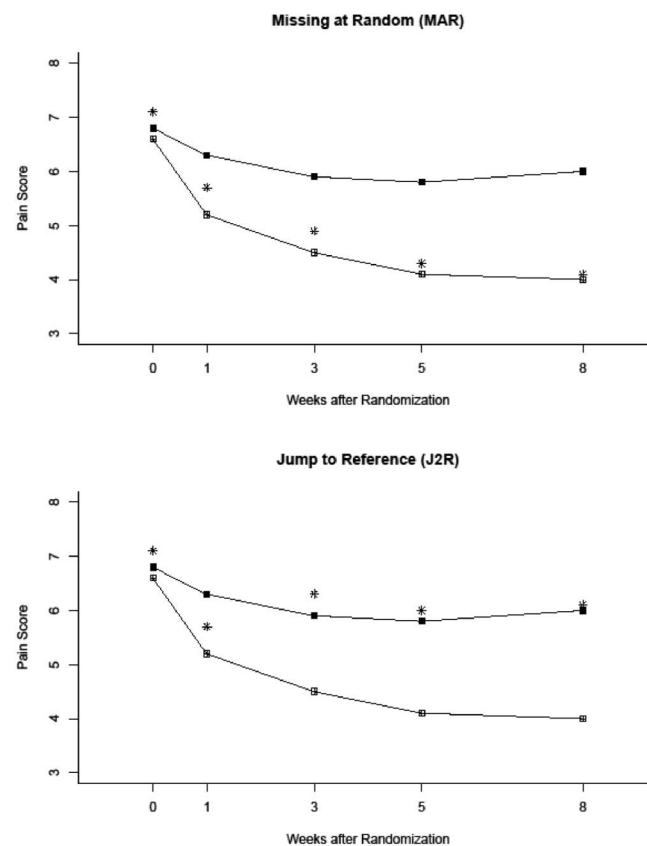 Missing at Random (MAR)
8
7
6
5
4
3
Pain Score
0 1 3 5 8
Weeks after Randomization
Jump to Reference (J2R)
8
7
6
5
4
3
Pain Score
0 1 3 5 8
Weeks after Randomization